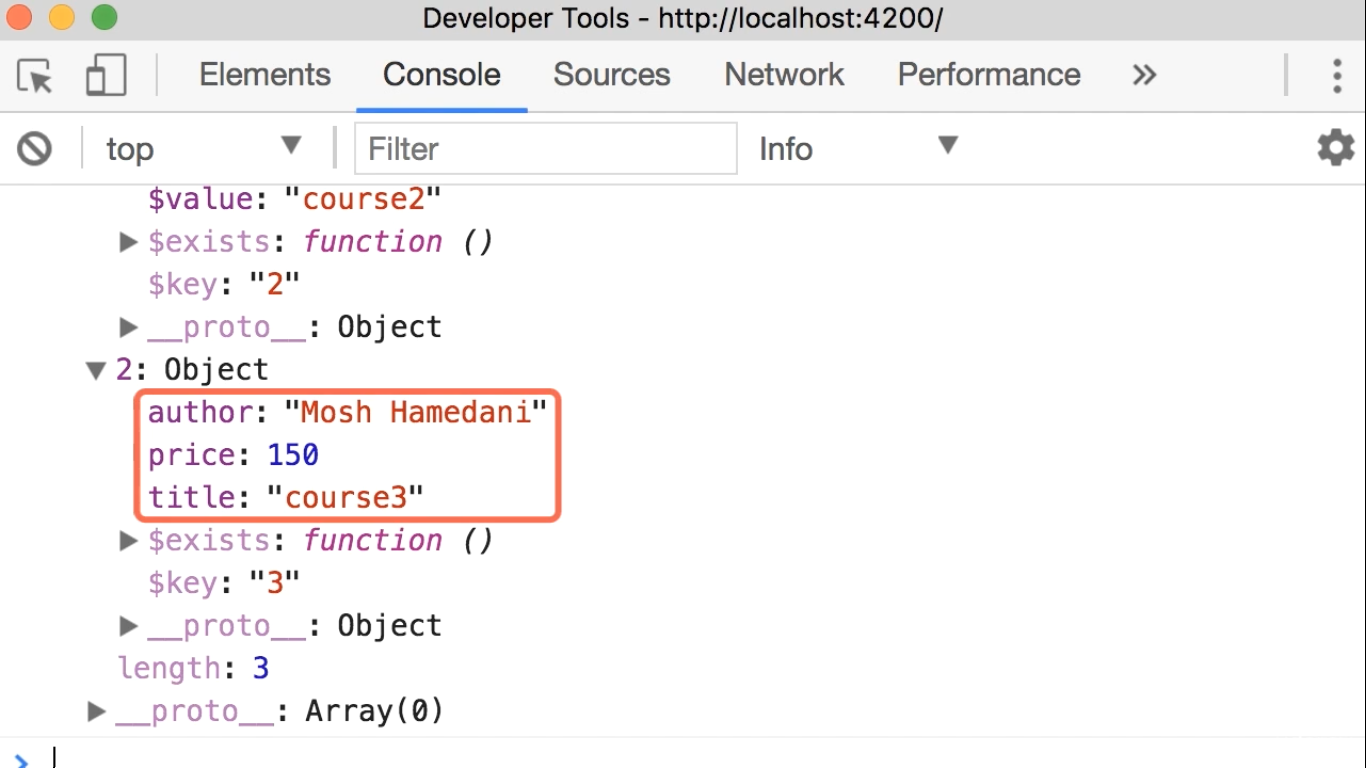 Developer Tools - http://localhost:4200/
Elements Console Sources Network Performance »
top Filter Info
$value: "course2"
$exists: function ()
$key: "2"
__proto__: Object
2: Object
author: "Mosh Hamedani"
price: 150
title: "course3"
$exists: function ()
$key: "3"
__proto__: Object
length: 3
__proto__: Array(0)